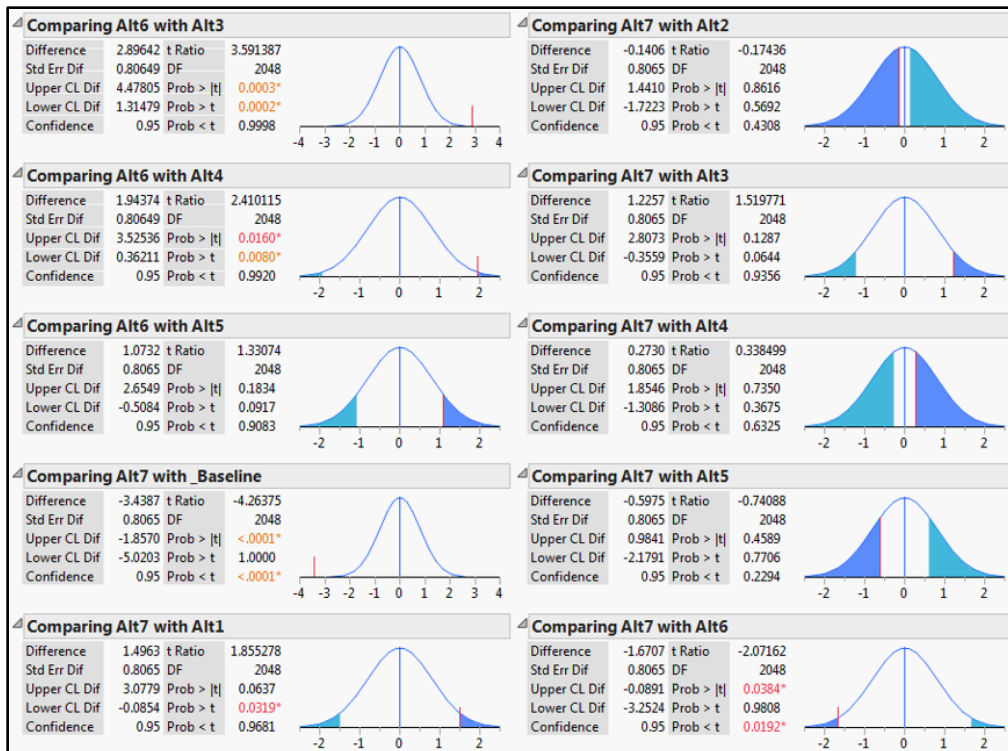 Comparing Alt6 with Alt3
Difference 2.89642 t Ratio 3.591387
Std Err Dif 0.80649 DF 2048
Upper CL Dif 4.47805 Prob > |t| 0.0003*
Lower CL Dif 1.31479 Prob > t 0.0002*
Confidence 0.95 Prob < t 0.9998
-4 -3 -2 -1 0 1 2 3 4
Comparing Alt6 with Alt4
Difference 1.94374 t Ratio 2.410115
Std Err Dif 0.80649 DF 2048
Upper CL Dif 3.52536 Prob > |t| 0.0160*
Lower CL Dif 0.36211 Prob > t 0.0080*
Confidence 0.95 Prob < t 0.9920
-2 -1 0 1 2
Comparing Alt6 with Alt5
Difference 1.0732 t Ratio 1.33074
Std Err Dif 0.8065 DF 2048
Upper CL Dif 2.6549 Prob > |t| 0.1834
Lower CL Dif -0.5084 Prob > t 0.0917
Confidence 0.95 Prob < t 0.9083
-2 -1 0 1 2
Comparing Alt7 with _Baseline
Difference -3.4387 t Ratio -4.26375
Std Err Dif 0.8065 DF 2048
Upper CL Dif -1.8570 Prob > |t| <.0001*
Lower CL Dif -5.0203 Prob > t 1.0000
Confidence 0.95 Prob < t <.0001*
-4 -3 -2 -1 0 1 2 3 4
Comparing Alt7 with Alt1
Difference 1.4963 t Ratio 1.855278
Std Err Dif 0.8065 DF 2048
Upper CL Dif 3.0779 Prob > |t| 0.0637
Lower CL Dif -0.0854 Prob > t 0.0319*
Confidence 0.95 Prob < t 0.9681
-2 -1 0 1 2
Comparing Alt7 with Alt2
Difference -0.1406 t Ratio -0.17436
Std Err Dif 0.8065 DF 2048
Upper CL Dif 1.4410 Prob > |t| 0.8616
Lower CL Dif -1.7223 Prob > t 0.5692
Confidence 0.95 Prob < t 0.4308
-2 -1 0 1 2
Comparing Alt7 with Alt3
Difference 1.2257 t Ratio 1.519771
Std Err Dif 0.8065 DF 2048
Upper CL Dif 2.8073 Prob > |t| 0.1287
Lower CL Dif -0.3559 Prob > t 0.0644
Confidence 0.95 Prob < t 0.9356
-2 -1 0 1 2
Comparing Alt7 with Alt4
Difference 0.2730 t Ratio 0.338499
Std Err Dif 0.8065 DF 2048
Upper CL Dif 1.8546 Prob > |t| 0.7350
Lower CL Dif -1.3086 Prob > t 0.3675
Confidence 0.95 Prob < t 0.6325
-2 -1 0 1 2
Comparing Alt7 with Alt5
Difference -0.5975 t Ratio -0.74088
Std Err Dif 0.8065 DF 2048
Upper CL Dif 0.9841 Prob > |t| 0.4589
Lower CL Dif -2.1791 Prob > t 0.7706
Confidence 0.95 Prob < t 0.2294
-2 -1 0 1 2
Comparing Alt7 with Alt6
Difference -1.6707 t Ratio -2.07162
Std Err Dif 0.8065 DF 2048
Upper CL Dif -0.0891 Prob > |t| 0.0384*
Lower CL Dif -3.2524 Prob > t 0.9808
Confidence 0.95 Prob < t 0.0192*
-2 -1 0 1 2